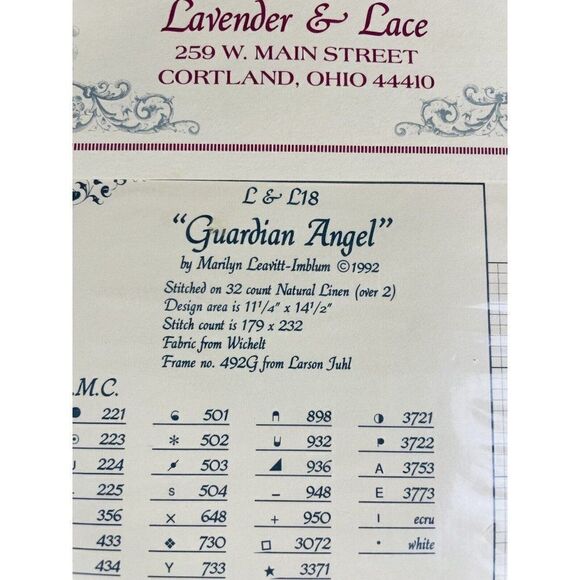 Lavender & Lace
259 W. MAIN STREET
CORTLAND, OHIO 44410
L & L18
"Guardian Angel"
by Marilyn Leavitt-Imblum ©1992
Stitched on 32 count Natural Linen (over 2)
Design area is 11¼" x 14½"
Stitch count is 179 x 232
Fabric from Wichelt
Frame no. 492G from Larson Juhl
.M.C.
221 501 898 3721
223 * 502 932 3722
U 224 503 936 A 3753
225 S 504 – 948 E 3773
356 X 648 + 950 I ecru
433 ❖ 730 □ 3072 • white
434 Y 733 ★ 3371